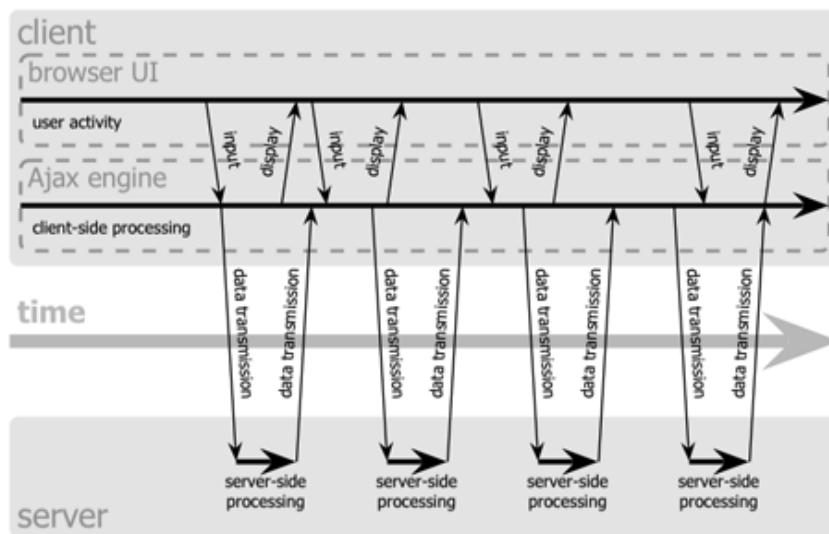 client
browser UI
user activity
input
display
input
display
input
display
input
display
Ajax engine
client-side processing
data transmission
data transmission
data transmission
data transmission
data transmission
data transmission
data transmission
data transmission
time
server-side
processing
server-side
processing
server-side
processing
server-side
processing
server